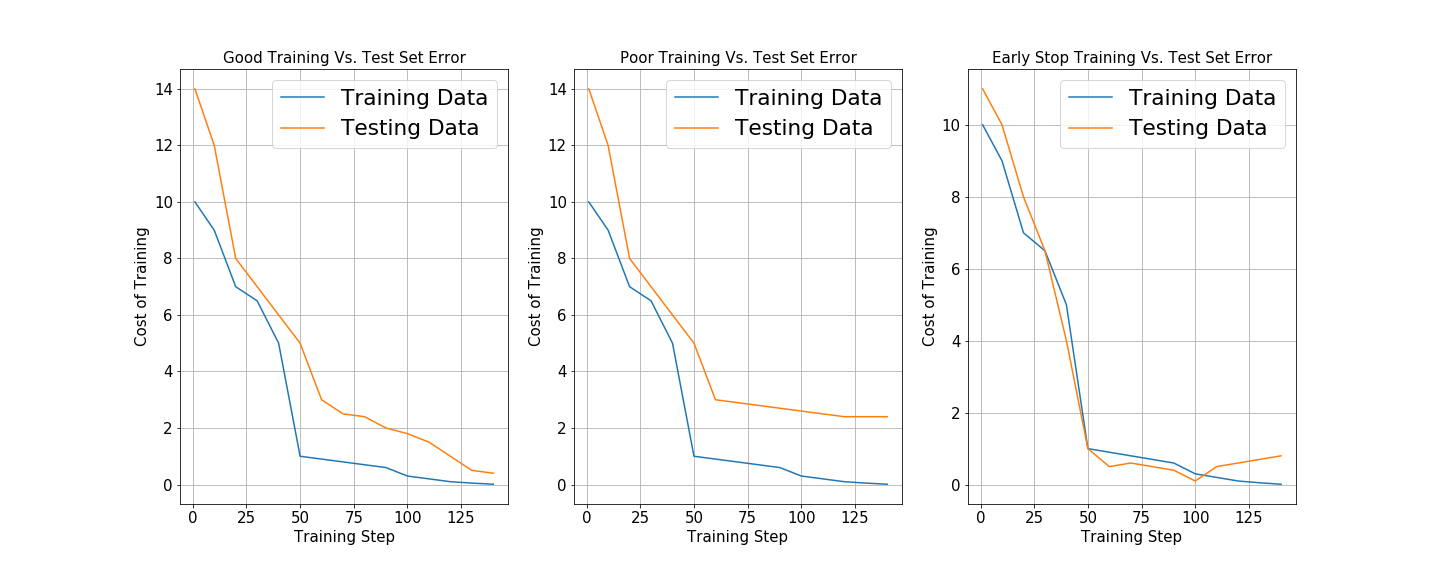 Good Training Vs. Test Set Error
14
12
10
8
6
4
2
0
Cost of Training
Training Data
Testing Data
0 25 50 75 100 125
Training Step
Poor Training Vs. Test Set Error
14
12
10
8
6
4
2
0
Cost of Training
Training Data
Testing Data
0 25 50 75 100 125
Training Step
Early Stop Training Vs. Test Set Error
10
8
6
4
2
0
Cost of Training
Training Data
Testing Data
0 25 50 75 100 125
Training Step